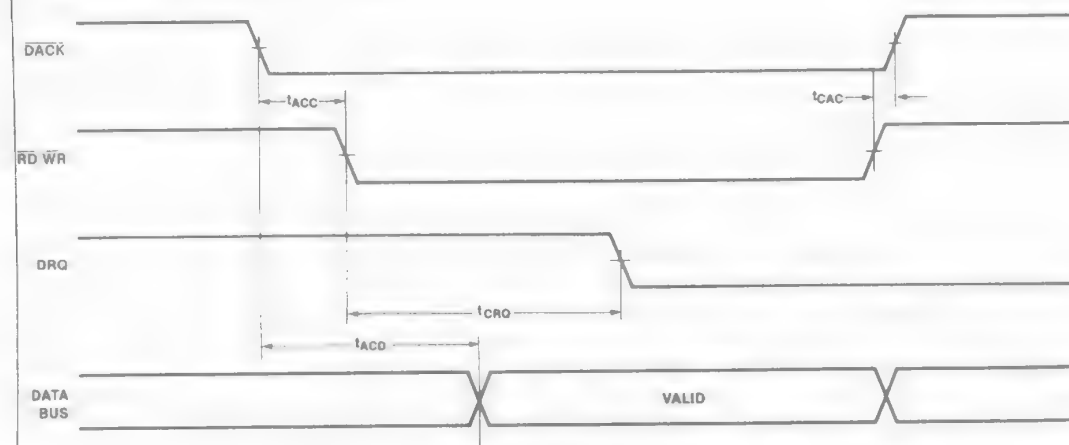 DACK
tACC
tCAC
RD WR
DRQ
tCRQ
tACD
DATA
BUS
VALID